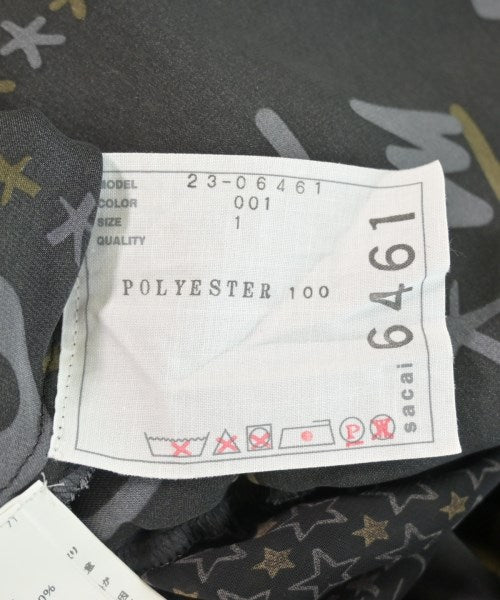 MODEL 23-06461
COLOR 001
SIZE 1
QUALITY
POLYESTER 100
sacai 6461
P W